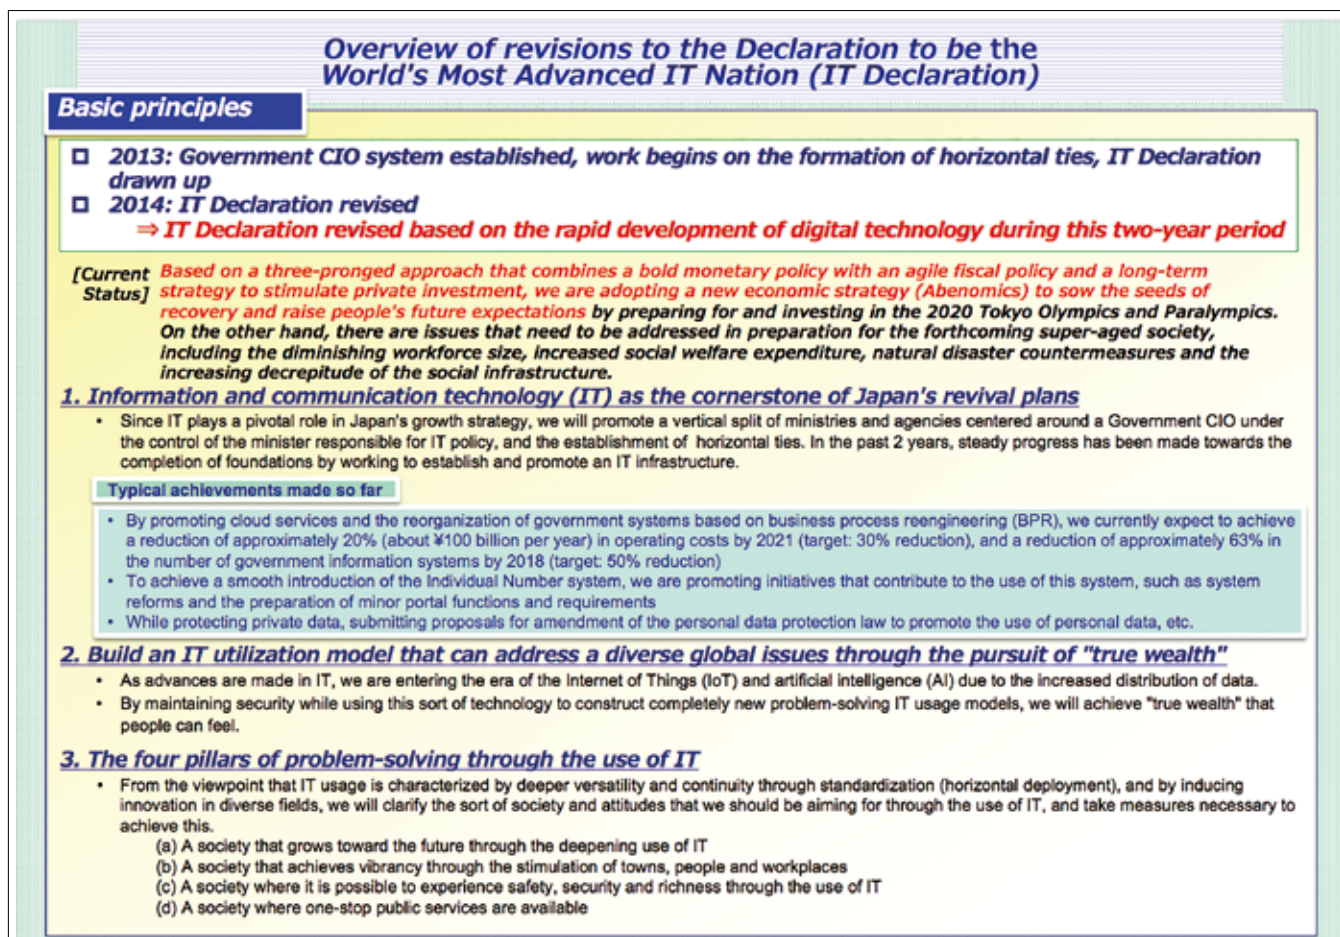 Overview of revisions to the Declaration to be the
World's Most Advanced IT Nation (IT Declaration)
Basic principles
❑ 2013: Government CIO system established, work begins on the formation of horizontal ties, IT Declaration
drawn up
❑ 2014: IT Declaration revised
⇒ IT Declaration revised based on the rapid development of digital technology during this two-year period
[Current Status] Based on a three-pronged approach that combines a bold monetary policy with an agile fiscal policy and a long-term
strategy to stimulate private investment, we are adopting a new economic strategy (Abenomics) to sow the seeds of
recovery and raise people's future expectations by preparing for and investing in the 2020 Tokyo Olympics and Paralympics.
On the other hand, there are issues that need to be addressed in preparation for the forthcoming super-aged society,
including the diminishing workforce size, increased social welfare expenditure, natural disaster countermeasures and the
increasing decrepitude of the social infrastructure.
1. Information and communication technology (IT) as the cornerstone of Japan's revival plans
• Since IT plays a pivotal role in Japan's growth strategy, we will promote a vertical split of ministries and agencies centered around a Government CIO under
the control of the minister responsible for IT policy, and the establishment of horizontal ties. In the past 2 years, steady progress has been made towards the
completion of foundations by working to establish and promote an IT infrastructure.
Typical achievements made so far
• By promoting cloud services and the reorganization of government systems based on business process reengineering (BPR), we currently expect to achieve
a reduction of approximately 20% (about ¥100 billion per year) in operating costs by 2021 (target: 30% reduction), and a reduction of approximately 63% in
the number of government information systems by 2018 (target: 50% reduction)
• To achieve a smooth introduction of the Individual Number system, we are promoting initiatives that contribute to the use of this system, such as system
reforms and the preparation of minor portal functions and requirements
• While protecting private data, submitting proposals for amendment of the personal data protection law to promote the use of personal data, etc.
2. Build an IT utilization model that can address a diverse global issues through the pursuit of "true wealth"
• As advances are made in IT, we are entering the era of the Internet of Things (IoT) and artificial intelligence (AI) due to the increased distribution of data.
• By maintaining security while using this sort of technology to construct completely new problem-solving IT usage models, we will achieve "true wealth" that
people can feel.
3. The four pillars of problem-solving through the use of IT
• From the viewpoint that IT usage is characterized by deeper versatility and continuity through standardization (horizontal deployment), and by inducing
innovation in diverse fields, we will clarify the sort of society and attitudes that we should be aiming for through the use of IT, and take measures necessary to
achieve this.
(a) A society that grows toward the future through the deepening use of IT
(b) A society that achieves vibrancy through the stimulation of towns, people and workplaces
(c) A society where it is possible to experience safety, security and richness through the use of IT
(d) A society where one-stop public services are available